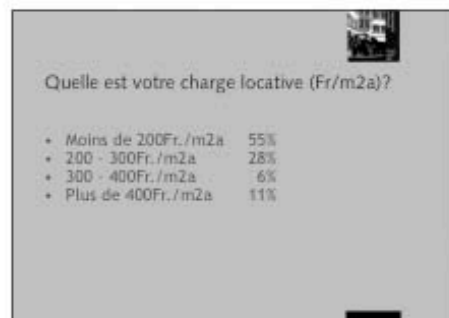 Quelle est votre charge locative (Fr/m2a)?
• Moins de 200Fr./m2a 55%
• 200 - 300Fr./m2a 28%
• 300 - 400Fr./m2a 6%
• Plus de 400Fr./m2a 11%